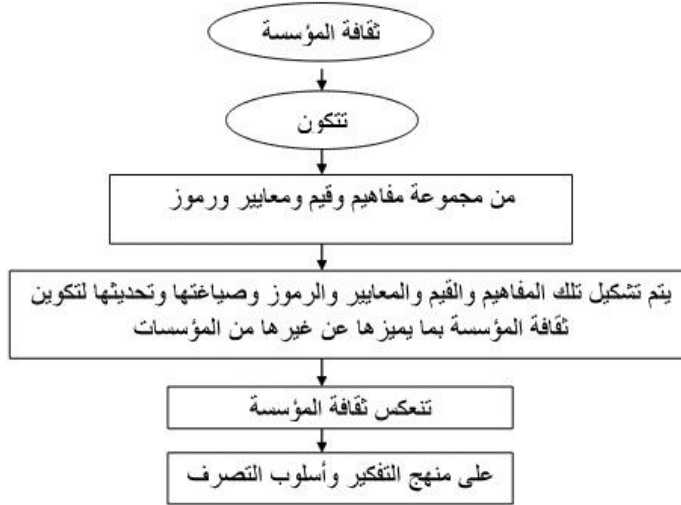 ثقافة المؤسسة
تتكون
من مجموعة مفاهيم وقيم ومعايير ورموز
يتم تشكيل تلك المفاهيم والقيم والمعايير والرموز وصياغتها وتحديثها لتكوين
ثقافة المؤسسة بما يميزها عن غيرها من المؤسسات
تنعكس ثقافة المؤسسة
على منهج التفكير وأسلوب التصرف